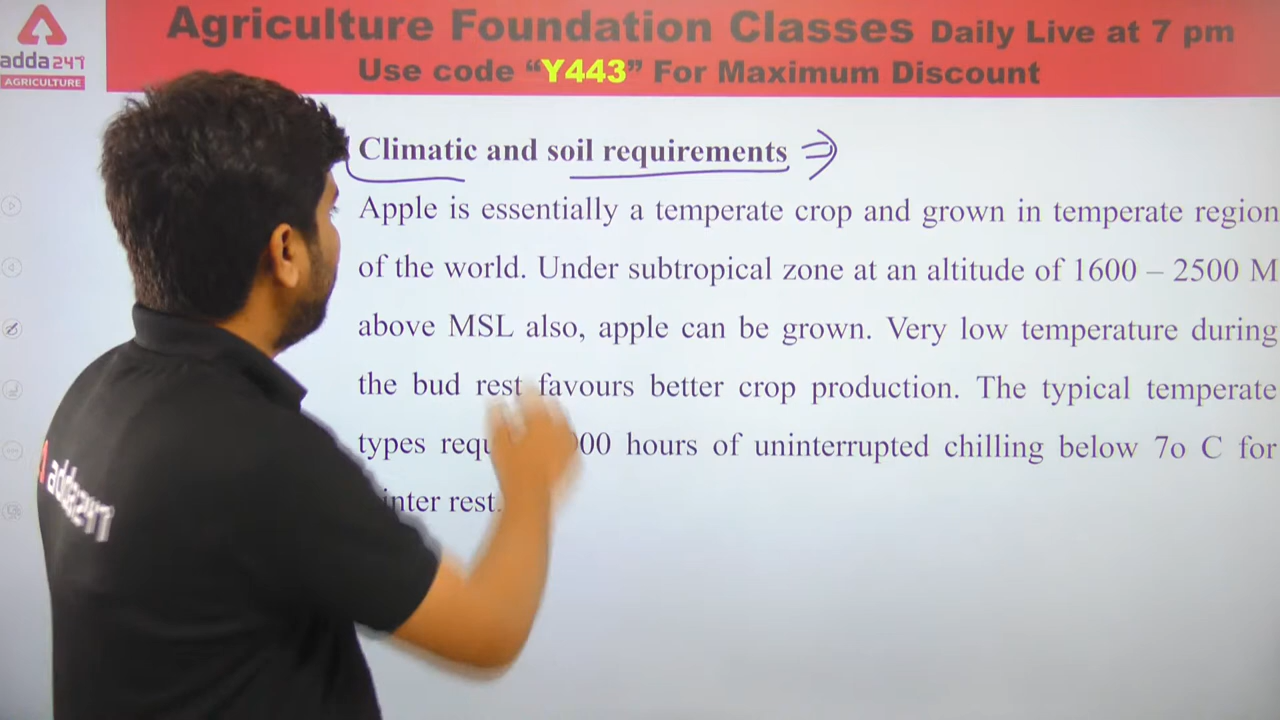 Agriculture Foundation Classes Daily Live at 7 pm
adda247
AGRICULTURE
Use code “Y443” For Maximum Discount
Climatic and soil requirements
Apple is essentially a temperate crop and grown in temperate region
of the world. Under subtropical zone at an altitude of 1600 – 2500 M
above MSL also, apple can be grown. Very low temperature during
the bud rest favours better crop production. The typical temperate
types hours of uninterrupted chilling below 7o C for
rest.
adda247